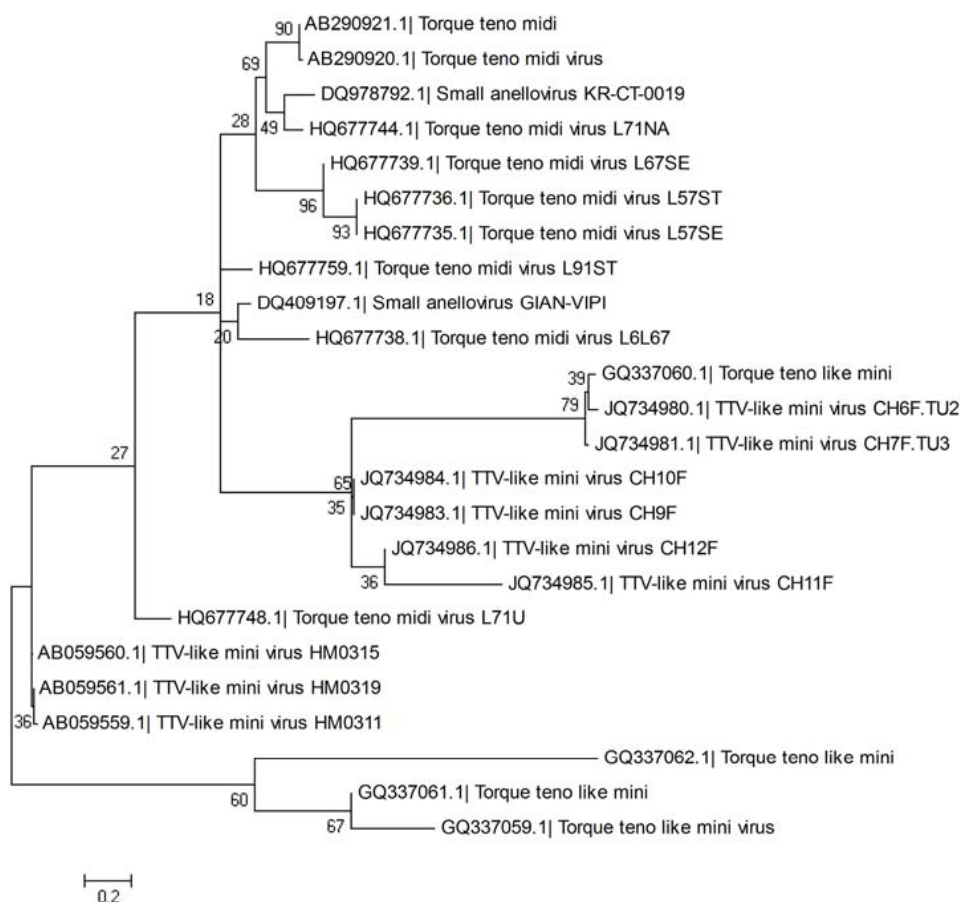 AB290921.1| Torque teno midi
90
AB290920.1| Torque teno midi virus
69
DQ978792.1| Small anellovirus KR-CT-0019
28
49
HQ677744.1| Torque teno midi virus L71NA
HQ677739.1| Torque teno midi virus L67SE
96
HQ677736.1| Torque teno midi virus L57ST
93
HQ677735.1| Torque teno midi virus L57SE
HQ677759.1| Torque teno midi virus L91ST
18
DQ409197.1| Small anellovirus GIAN-VIPI
20
HQ677738.1| Torque teno midi virus L6L67
GQ337060.1| Torque teno like mini
39
79
JQ734980.1| TTV-like mini virus CH6F.TU2
JQ734981.1| TTV-like mini virus CH7F.TU3
27
JQ734984.1| TTV-like mini virus CH10F
65
35
JQ734983.1| TTV-like mini virus CH9F
JQ734986.1| TTV-like mini virus CH12F
36
JQ734985.1| TTV-like mini virus CH11F
HQ677748.1| Torque teno midi virus L71U
AB059560.1| TTV-like mini virus HM0315
AB059561.1| TTV-like mini virus HM0319
36
AB059559.1| TTV-like mini virus HM0311
GQ337062.1| Torque teno like mini
60
GQ337061.1| Torque teno like mini
67
GQ337059.1| Torque teno like mini virus
0.2